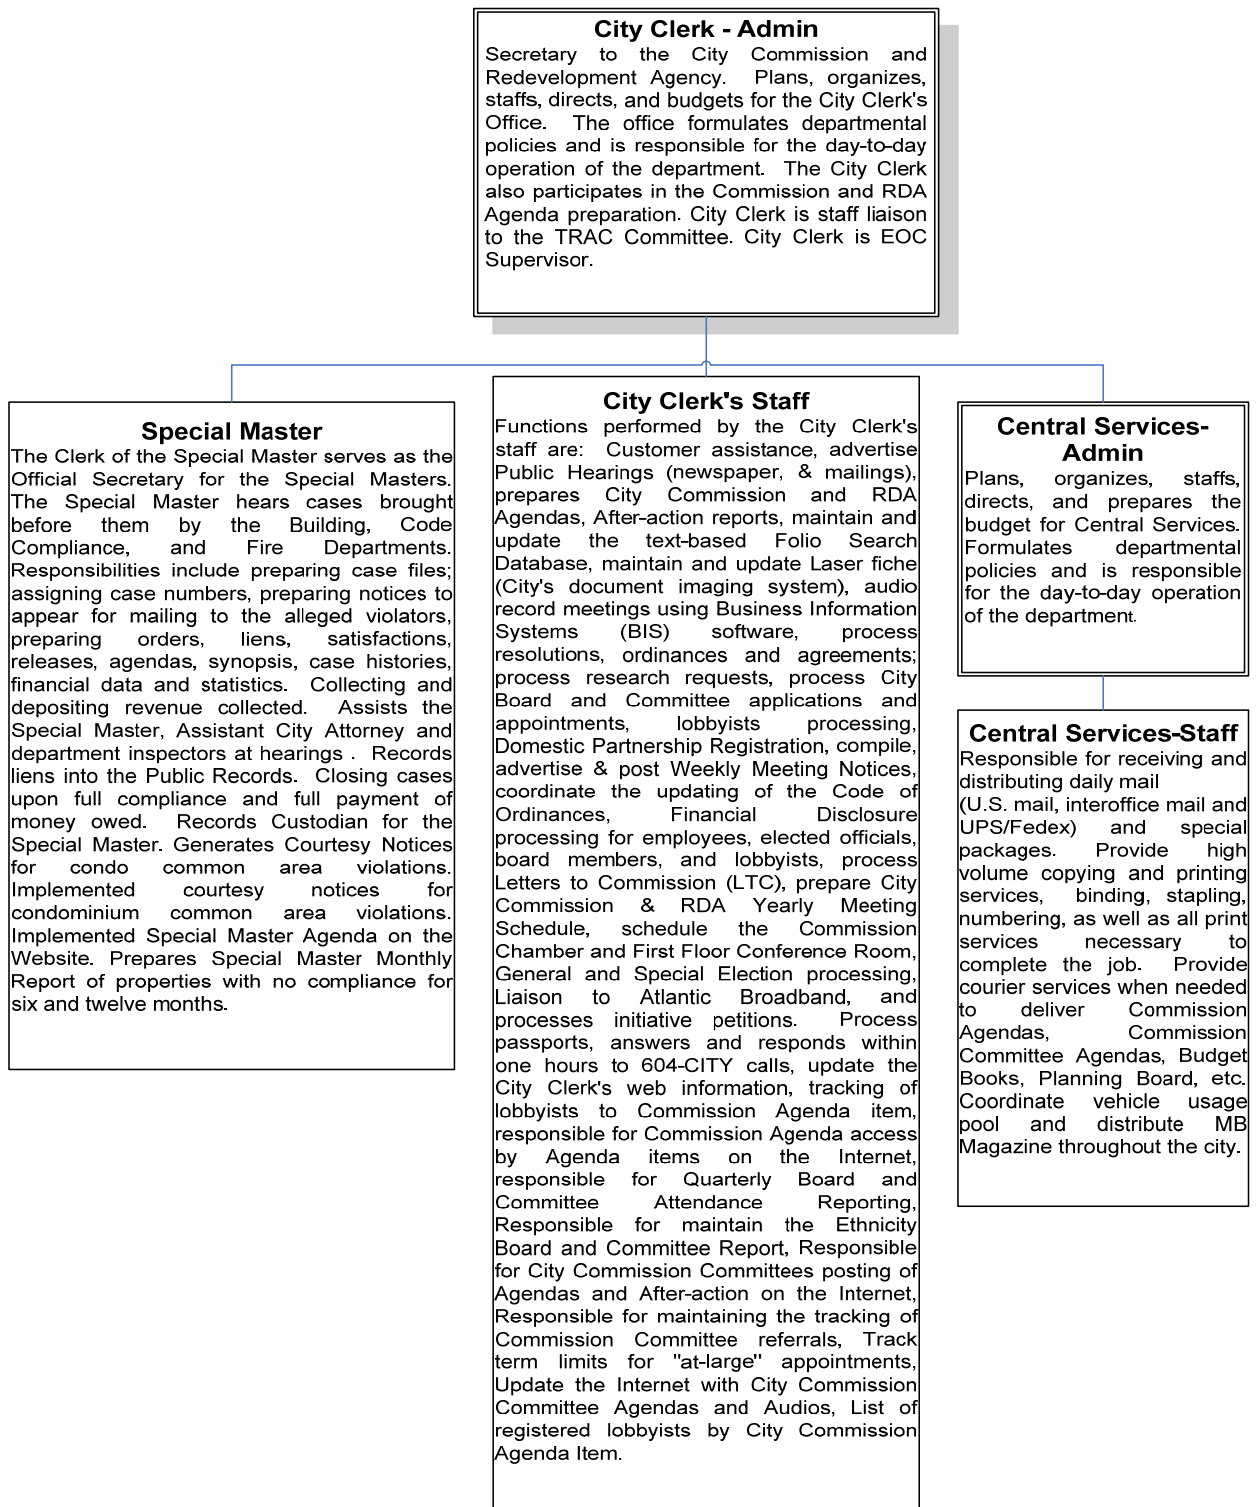 City Clerk - Admin
Secretary to the City Commission and
Redevelopment Agency. Plans, organizes,
staffs, directs, and budgets for the City Clerk's
Office. The office formulates departmental
policies and is responsible for the day-to-day
operation of the department. The City Clerk
also participates in the Commission and RDA
Agenda preparation. City Clerk is staff liaison
to the TRAC Committee. City Clerk is EOC
Supervisor.
Special Master
The Clerk of the Special Master serves as the
Official Secretary for the Special Masters.
The Special Master hears cases brought
before them by the Building, Code
Compliance, and Fire Departments.
Responsibilities include preparing case files;
assigning case numbers, preparing notices to
appear for mailing to the alleged violators,
preparing orders, liens, satisfactions,
releases, agendas, synopsis, case histories,
financial data and statistics. Collecting and
depositing revenue collected. Assists the
Special Master, Assistant City Attorney and
department inspectors at hearings . Records
liens into the Public Records. Closing cases
upon full compliance and full payment of
money owed. Records Custodian for the
Special Master. Generates Courtesy Notices
for condo common area violations.
Implemented courtesy notices for
condominium common area violations.
Implemented Special Master Agenda on the
Website. Prepares Special Master Monthly
Report of properties with no compliance for
six and twelve months.
City Clerk's Staff
Functions performed by the City Clerk's
staff are: Customer assistance, advertise
Public Hearings (newspaper, & mailings),
prepares City Commission and RDA
Agendas, After-action reports, maintain and
update the text-based Folio Search
Database, maintain and update Laser fiche
(City's document imaging system), audio
record meetings using Business Information
Systems (BIS) software, process
resolutions, ordinances and agreements;
process research requests, process City
Board and Committee applications and
appointments, lobbyists processing,
Domestic Partnership Registration, compile,
advertise & post Weekly Meeting Notices,
coordinate the updating of the Code of
Ordinances, Financial Disclosure
processing for employees, elected officials,
board members, and lobbyists, process
Letters to Commission (LTC), prepare City
Commission & RDA Yearly Meeting
Schedule, schedule the Commission
Chamber and First Floor Conference Room,
General and Special Election processing,
Liaison to Atlantic Broadband, and
processes initiative petitions. Process
passports, answers and responds within
one hours to 604-CITY calls, update the
City Clerk's web information, tracking of
lobbyists to Commission Agenda item,
responsible for Commission Agenda access
by Agenda items on the Internet,
responsible for Quarterly Board and
Committee Attendance Reporting,
Responsible for maintain the Ethnicity
Board and Committee Report, Responsible
for City Commission Committees posting of
Agendas and After-action on the Internet,
Responsible for maintaining the tracking of
Commission Committee referrals, Track
term limits for "at-large" appointments,
Update the Internet with City Commission
Committee Agendas and Audios, List of
registered lobbyists by City Commission
Agenda Item.
Central Services-
Admin
Plans, organizes, staffs,
directs, and prepares the
budget for Central Services.
Formulates departmental
policies and is responsible
for the day-to-day operation
of the department.
Central Services-Staff
Responsible for receiving and
distributing daily mail
(U.S. mail, interoffice mail and
UPS/Fedex) and special
packages. Provide high
volume copying and printing
services, binding, stapling,
numbering, as well as all print
services necessary to
complete the job. Provide
courier services when needed
to deliver Commission
Agendas, Commission
Committee Agendas, Budget
Books, Planning Board, etc.
Coordinate vehicle usage
pool and distribute MB
Magazine throughout the city.